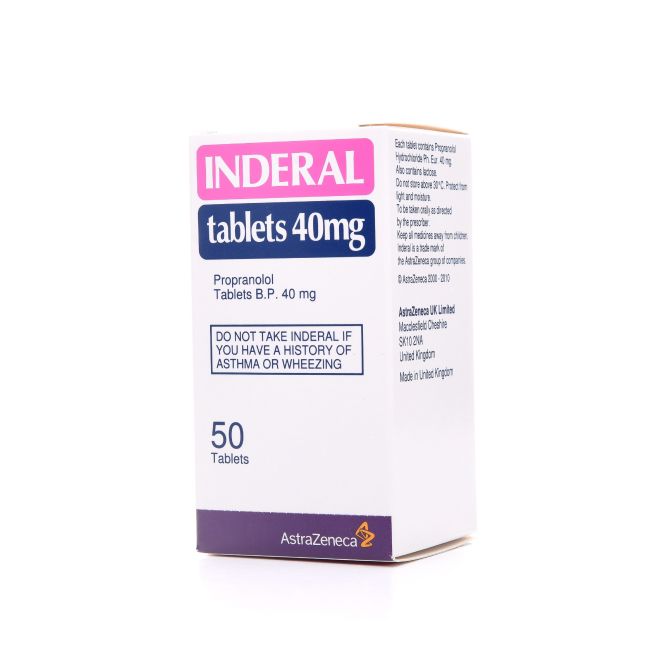 INDERAL
tablets 40mg
Propranolol
Tablets B.P. 40 mg
DO NOT TAKE INDERAL IF
YOU HAVE A HISTORY OF
ASTHMA OR WHEEZING
50
Tablets
AstraZeneca
Each tablet contains Propranolol
Hydrochloride Ph. Eur. 40 mg.
Also contains lactose.
Do not store above 30°C. Protect from
light and moisture.
To be taken orally as directed
by the prescriber.
Keep all medicines away from children.
Inderal is a trade mark of
the AstraZeneca group of companies.
© AstraZeneca 2000 - 2010
AstraZeneca UK Limited
Macclesfield Cheshire
SK10 2NA
United Kingdom
Made in United Kingdom